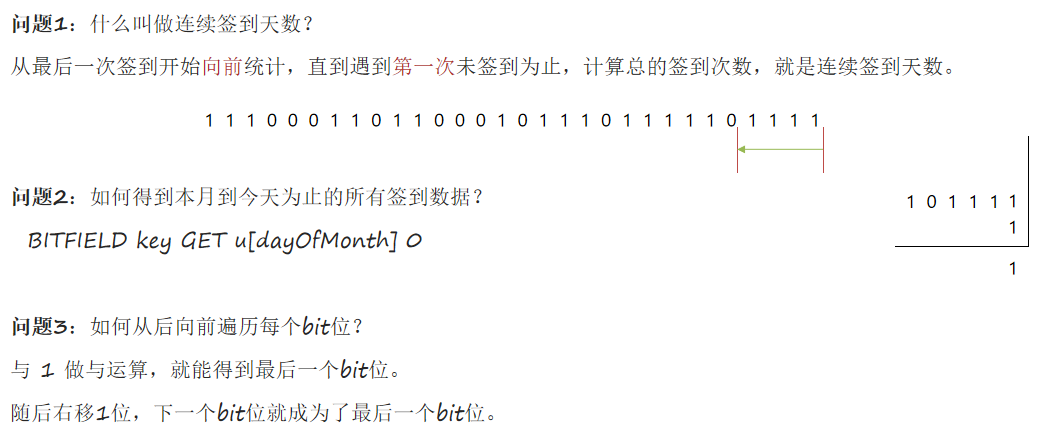 问题1：什么叫做连续签到天数？
从最后一次签到开始向前统计，直到遇到第一次未签到为止，计算总的签到次数，就是连续签到天数。
1 1 1 0 0 0 1 1 0 1 1 0 0 0 1 0 1 1 1 0 1 1 1 1 1 0 1 1 1 1
问题2：如何得到本月到今天为止的所有签到数据？
BITFIELD key GET u[dayOfMonth] 0
1 0 1 1 1 1
1
1
问题3：如何从后向前遍历每个bit位？
与 1 做与运算，就能得到最后一个bit位。
随后右移1位，下一个bit位就成为了最后一个bit位。